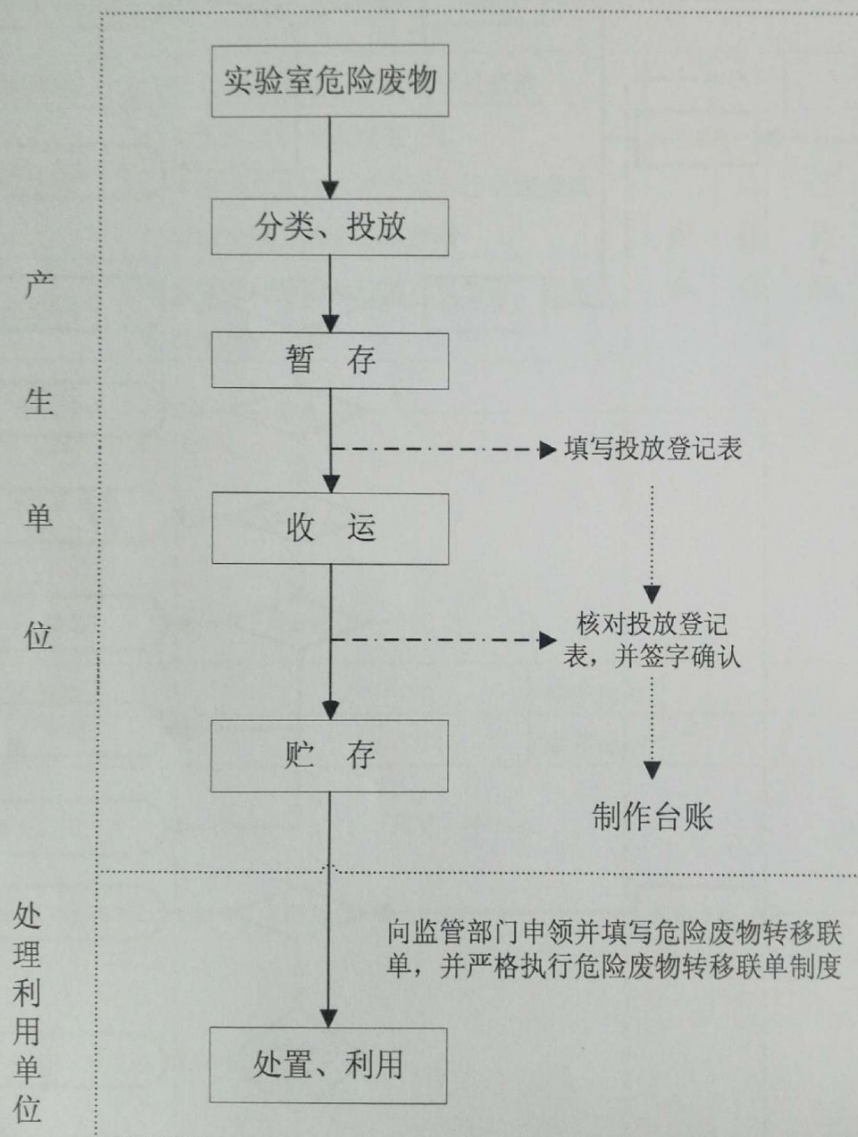 实验室危险废物
分类、投放
暂 存
填写投放登记表
收 运
核对投放登记
表，并签字确认
贮 存
制作台账
产生单位
向监管部门申领并填写危险废物转移联
单，并严格执行危险废物转移联单制度
处置、利用
处理利用单位